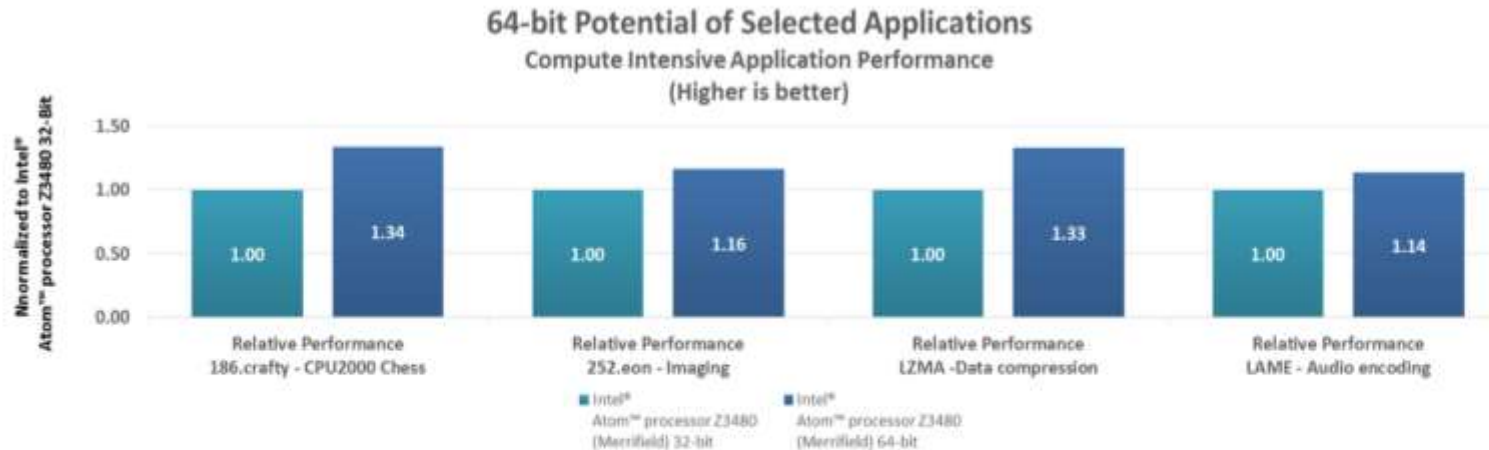 64-bit Potential of Selected Applications
Compute Intensive Application Performance
(Higher is better)
Nnormalized to Intel®
Atom™ processor Z3480 32-Bit
1.50
1.00
0.50
0.00
1.00
1.34
1.00
1.16
1.00
1.33
1.00
1.14
Relative Performance
186.crafty - CPU2000 Chess
Relative Performance
252.eon - Imaging
Relative Performance
LZMA -Data compression
Relative Performance
LAME - Audio encoding
Intel®
Atom™ processor Z3480
(Merrifield) 32-bit
Intel®
Atom™ processor Z3480
(Merrifield) 64-bit